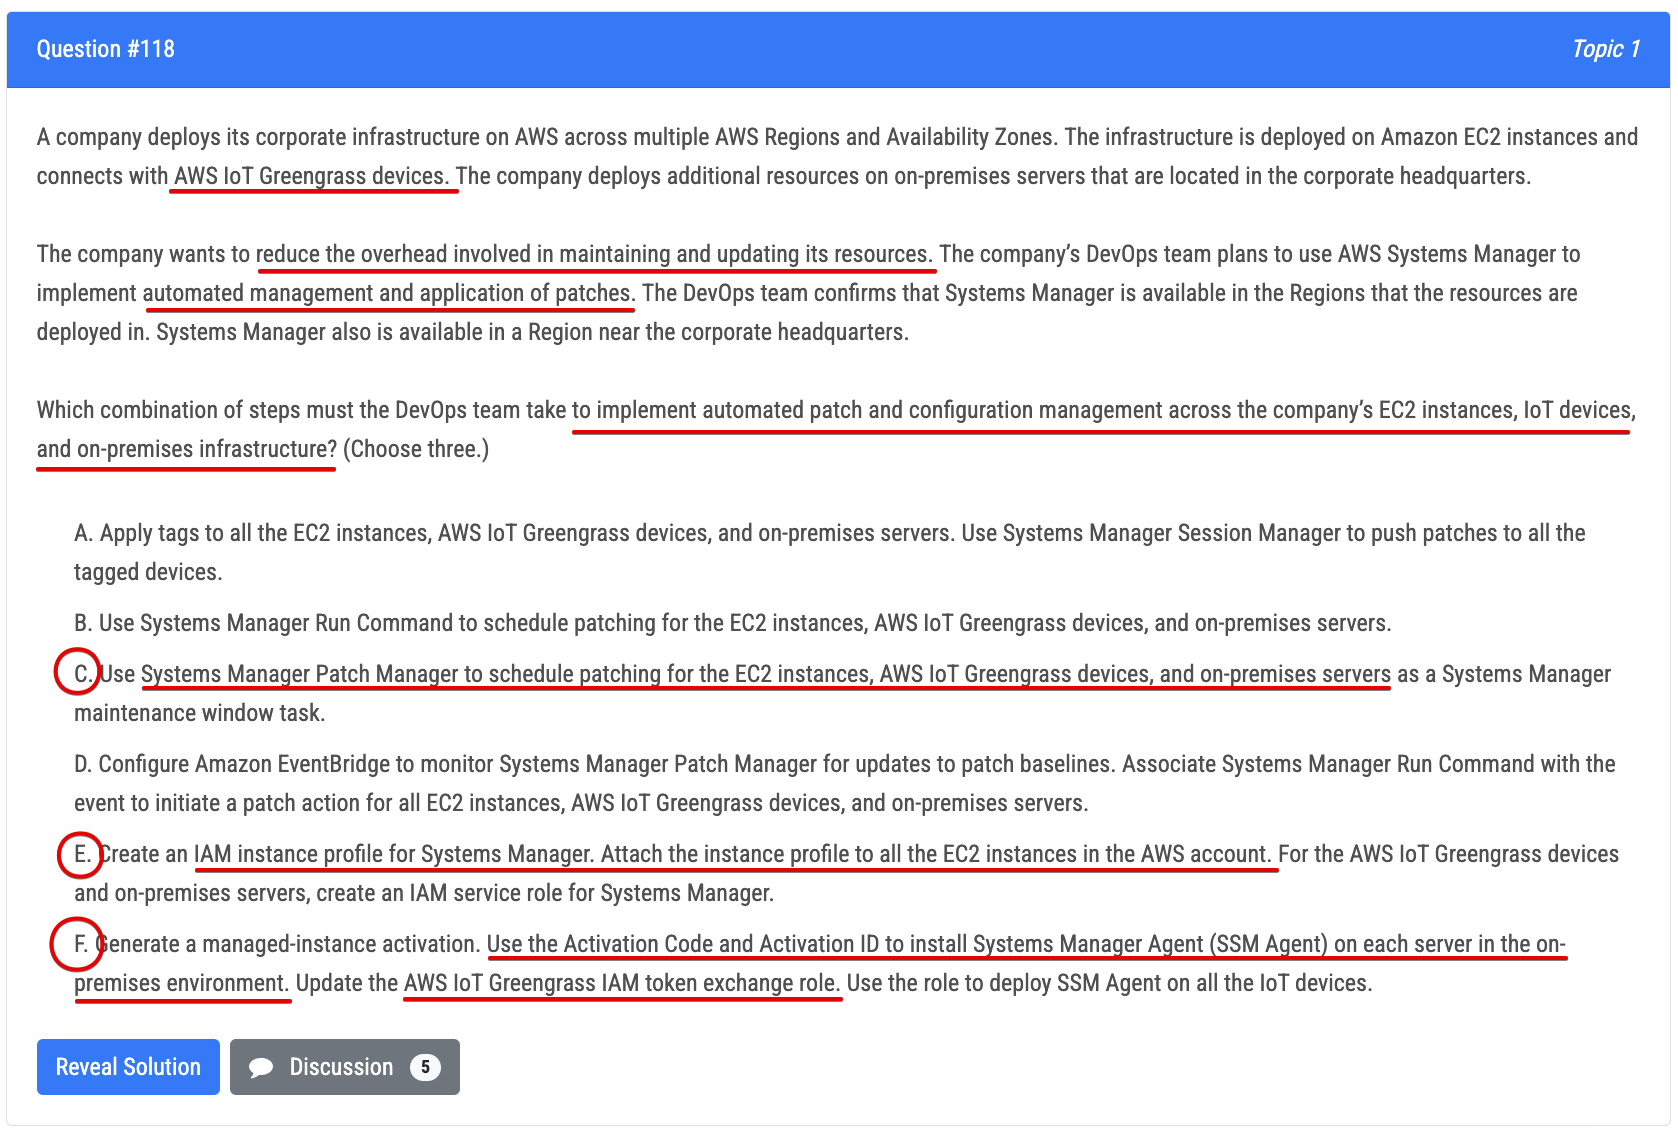 Question #118
Topic 1
A company deploys its corporate infrastructure on AWS across multiple AWS Regions and Availability Zones. The infrastructure is deployed on Amazon EC2 instances and
connects with AWS IoT Greengrass devices. The company deploys additional resources on on-premises servers that are located in the corporate headquarters.
The company wants to reduce the overhead involved in maintaining and updating its resources. The company’s DevOps team plans to use AWS Systems Manager to
implement automated management and application of patches. The DevOps team confirms that Systems Manager is available in the Regions that the resources are
deployed in. Systems Manager also is available in a Region near the corporate headquarters.
Which combination of steps must the DevOps team take to implement automated patch and configuration management across the company’s EC2 instances, IoT devices,
and on-premises infrastructure? (Choose three.)
A. Apply tags to all the EC2 instances, AWS IoT Greengrass devices, and on-premises servers. Use Systems Manager Session Manager to push patches to all the
tagged devices.
B. Use Systems Manager Run Command to schedule patching for the EC2 instances, AWS IoT Greengrass devices, and on-premises servers.
C. Use Systems Manager Patch Manager to schedule patching for the EC2 instances, AWS IoT Greengrass devices, and on-premises servers as a Systems Manager
maintenance window task.
D. Configure Amazon EventBridge to monitor Systems Manager Patch Manager for updates to patch baselines. Associate Systems Manager Run Command with the
event to initiate a patch action for all EC2 instances, AWS IoT Greengrass devices, and on-premises servers.
E. Create an IAM instance profile for Systems Manager. Attach the instance profile to all the EC2 instances in the AWS account. For the AWS IoT Greengrass devices
and on-premises servers, create an IAM service role for Systems Manager.
F. Generate a managed-instance activation. Use the Activation Code and Activation ID to install Systems Manager Agent (SSM Agent) on each server in the on-
premises environment. Update the AWS IoT Greengrass IAM token exchange role. Use the role to deploy SSM Agent on all the IoT devices.
Reveal Solution
Discussion 5